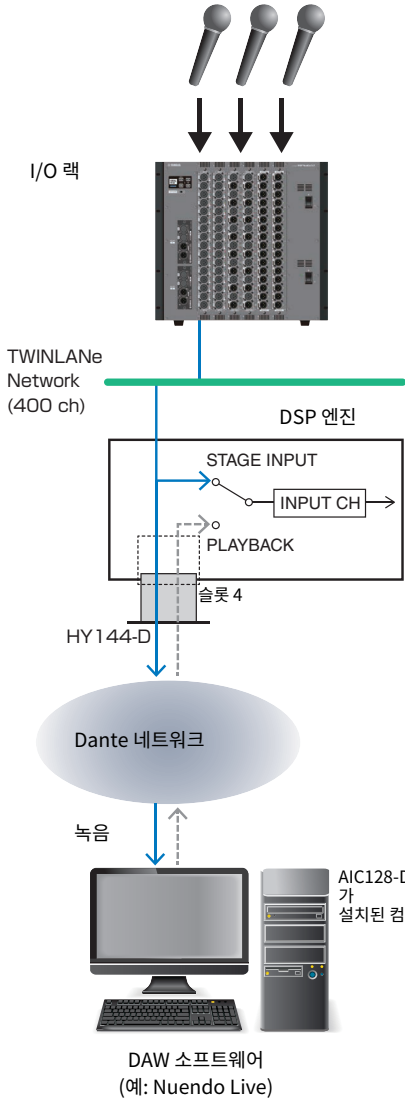 I/O 랙
TWINLANe
Network
(400 ch)
DSP 엔진
STAGE INPUT
INPUT CH
PLAYBACK
슬롯 4
HY144-D
Dante 네트워크
녹음
AIC128-D
가
설치된 컴
DAW 소프트웨어
(예: Nuendo Live)